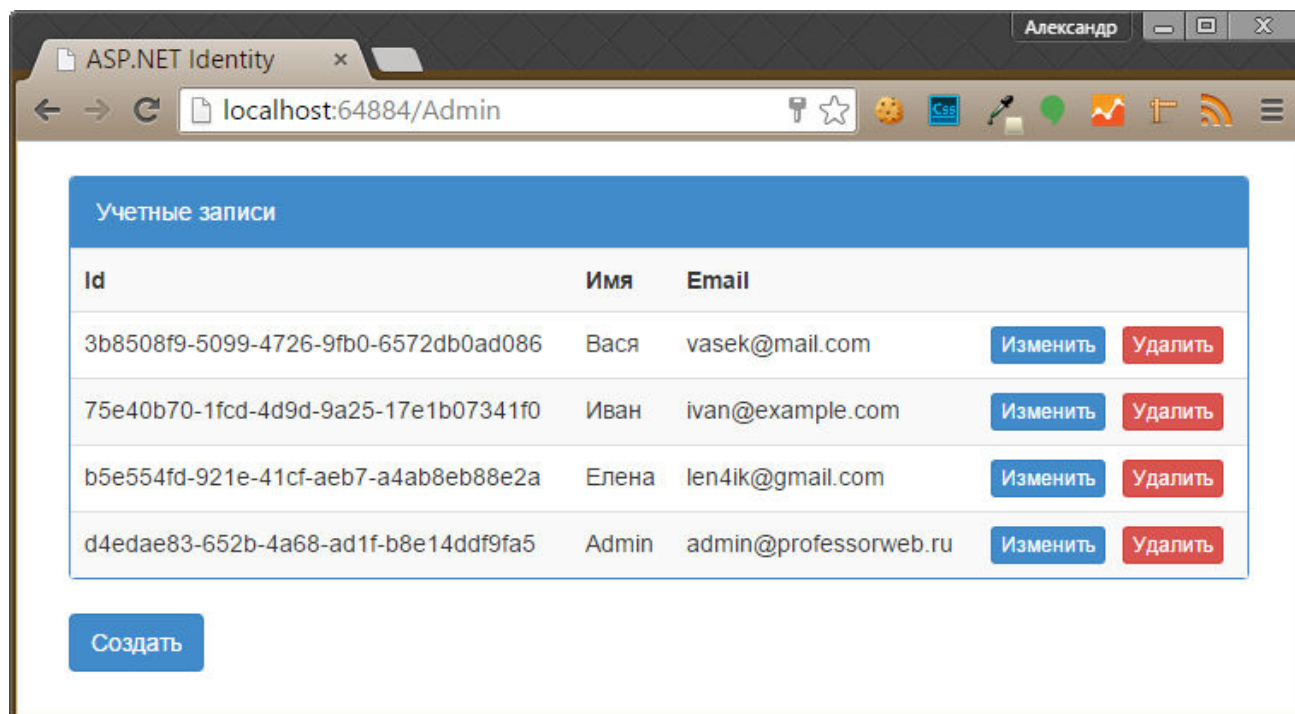 Александр
ASP.NET Identity
localhost:64884/Admin
Css
Учетные записи
Id Имя Email
3b8508f9-5099-4726-9fb0-6572db0ad086 Вася vasek@mail.com Изменить Удалить
75e40b70-1fcd-4d9d-9a25-17e1b07341f0 Иван ivan@example.com Изменить Удалить
b5e554fd-921e-41cf-aeb7-a4ab8eb88e2a Елена len4ik@gmail.com Изменить Удалить
d4edae83-652b-4a68-ad1f-b8e14ddf9fa5 Admin admin@professorweb.ru Изменить Удалить
Создать